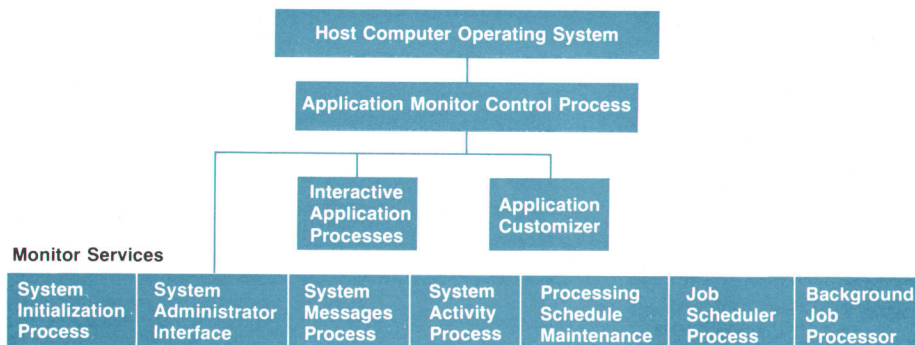 Host Computer Operating System
Application Monitor Control Process
Interactive
Application
Processes
Application
Customizer
Monitor Services
System
Initialization
Process
System
Administrator
Interface
System
Messages
Process
System
Activity
Process
Processing
Schedule
Maintenance
Job
Scheduler
Process
Background
Job
Processor